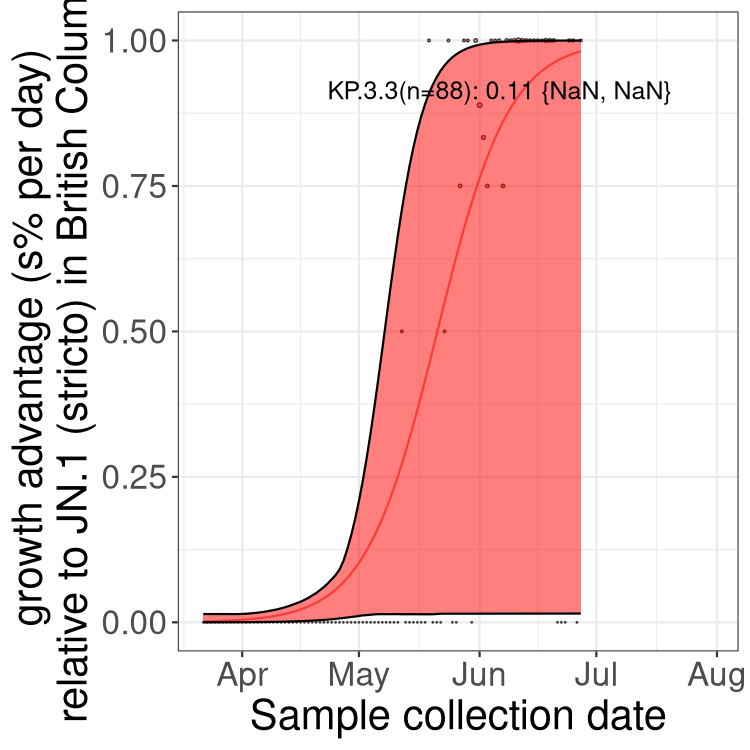 growth advantage (s% per day)
relative to JN.1 (stricto) in British Colum
1.00
0.75
0.50
0.25
0.00
KP.3.3(n=88): 0.11 {NaN, NaN}
Apr May Jun Jul Aug
Sample collection date